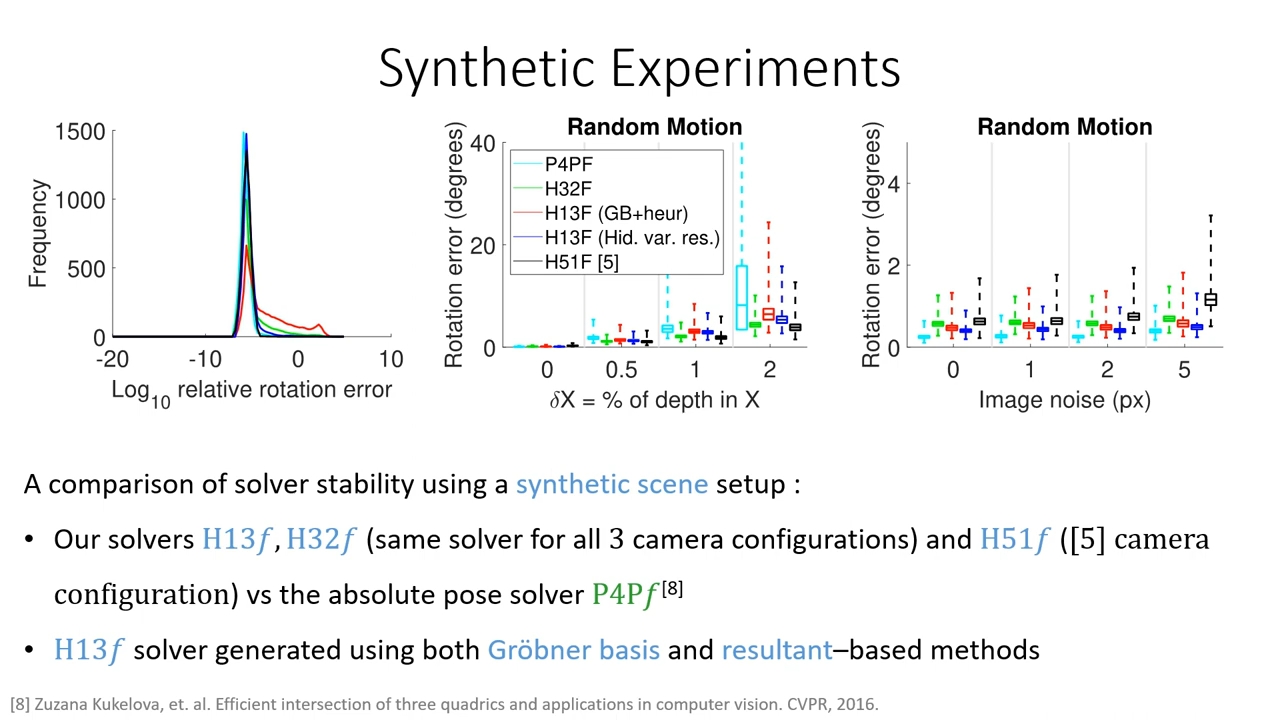 Synthetic Experiments
1500
1000
500
0
-20
-10
0
10
Frequency
Log10 relative rotation error
Random Motion
40
20
0
Rotation error (degrees)
P4PF
H32F
H13F (GB+heur)
H13F (Hid. var. res.)
H51F [5]
0
0.5
1
2
δX = % of depth in X
Random Motion
4
2
0
Rotation error (degrees)
0
1
2
5
Image noise (px)
A comparison of solver stability using a synthetic scene setup :
• Our solvers H13f, H32f (same solver for all 3 camera configurations) and H51f ([5] camera
configuration) vs the absolute pose solver P4Pf[8]
• H13f solver generated using both Gröbner basis and resultant–based methods
[8] Zuzana Kukelova, et. al. Efficient intersection of three quadrics and applications in computer vision. CVPR, 2016.